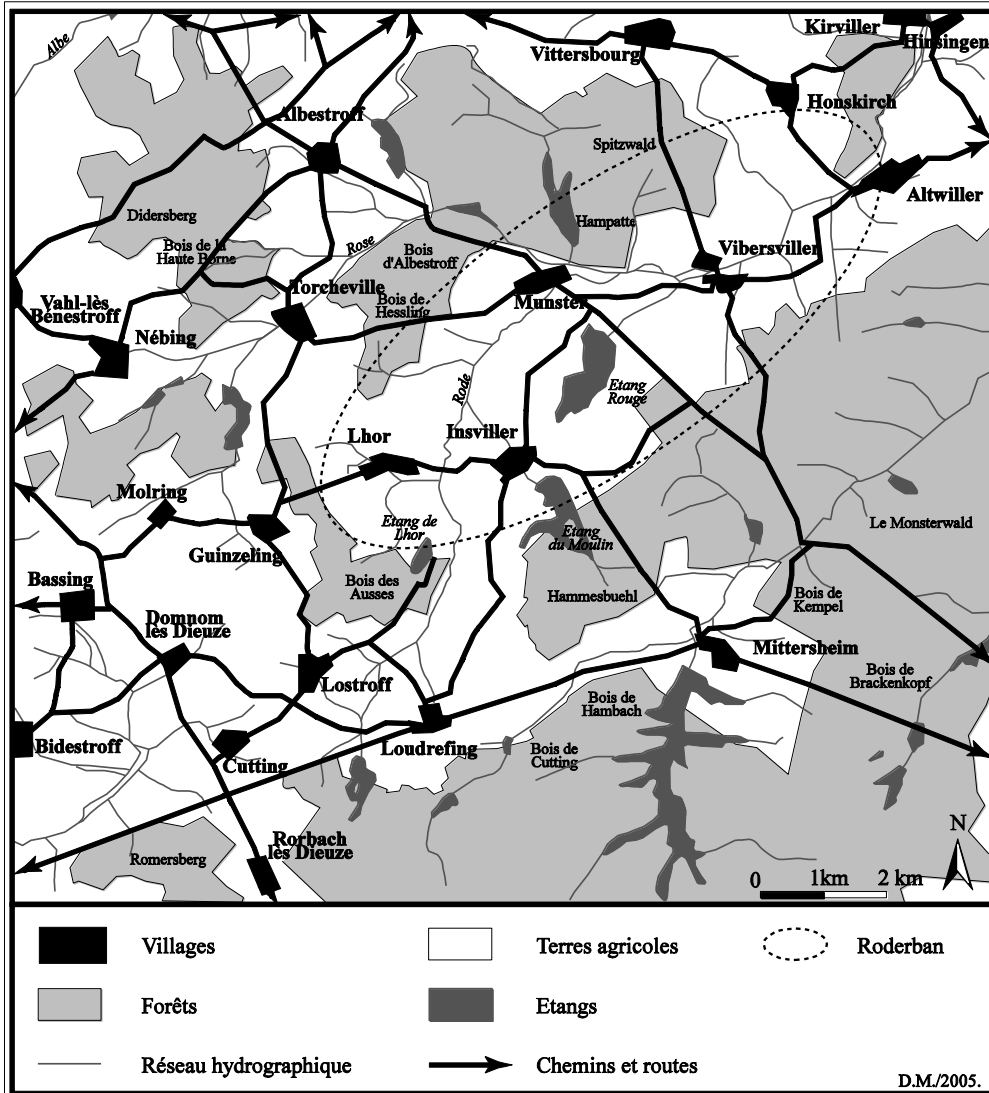 Albe
Kirviller
Hinsingen
Vittersbourg
Honskirch
Albestroff
Spitzwald
Altwiller
Didersberg
Hampatte
Bois de la
Haute Borne
Rose
Bois
d'Albestroff
Vibersviller
Torcheville
Munster
Vahl-lès
Bénestroff
Bois de
Hessling
Nébing
Rode
Etang
Rouge
Lhor
Insviller
Molring
Etang de
Lhor
Etang
du Moulin
Le Monsterwald
Guinzeling
Bassing
Bois des
Ausses
Hammesbuehl
Bois de
Kempel
Domnom
lès Dieuze
Mittersheim
Lostroff
Bois de
Brackenkopf
Bois de
Hambach
Bidestroff
Cutting
Loudrefing
Bois de
Cutting
Rorbach
lès Dieuze
Romersberg
N
0 1km 2 km
Villages
Terres agricoles
Roderban
Forêts
Etangs
Réseau hydrographique
Chemins et routes
D.M./2005.